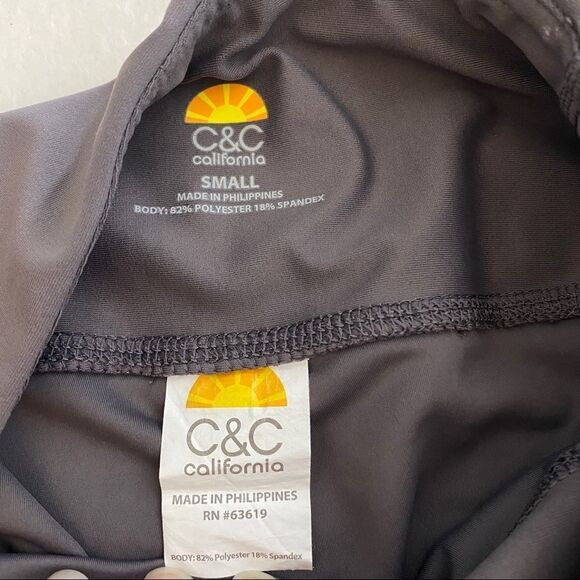 C&C
california
SMALL
MADE IN PHILIPPINES
BODY: 82% POLYESTER 18% SPANDEX
C&C
california
MADE IN PHILIPPINES
RN #63619
BODY: 82% Polyester 18% Spandex